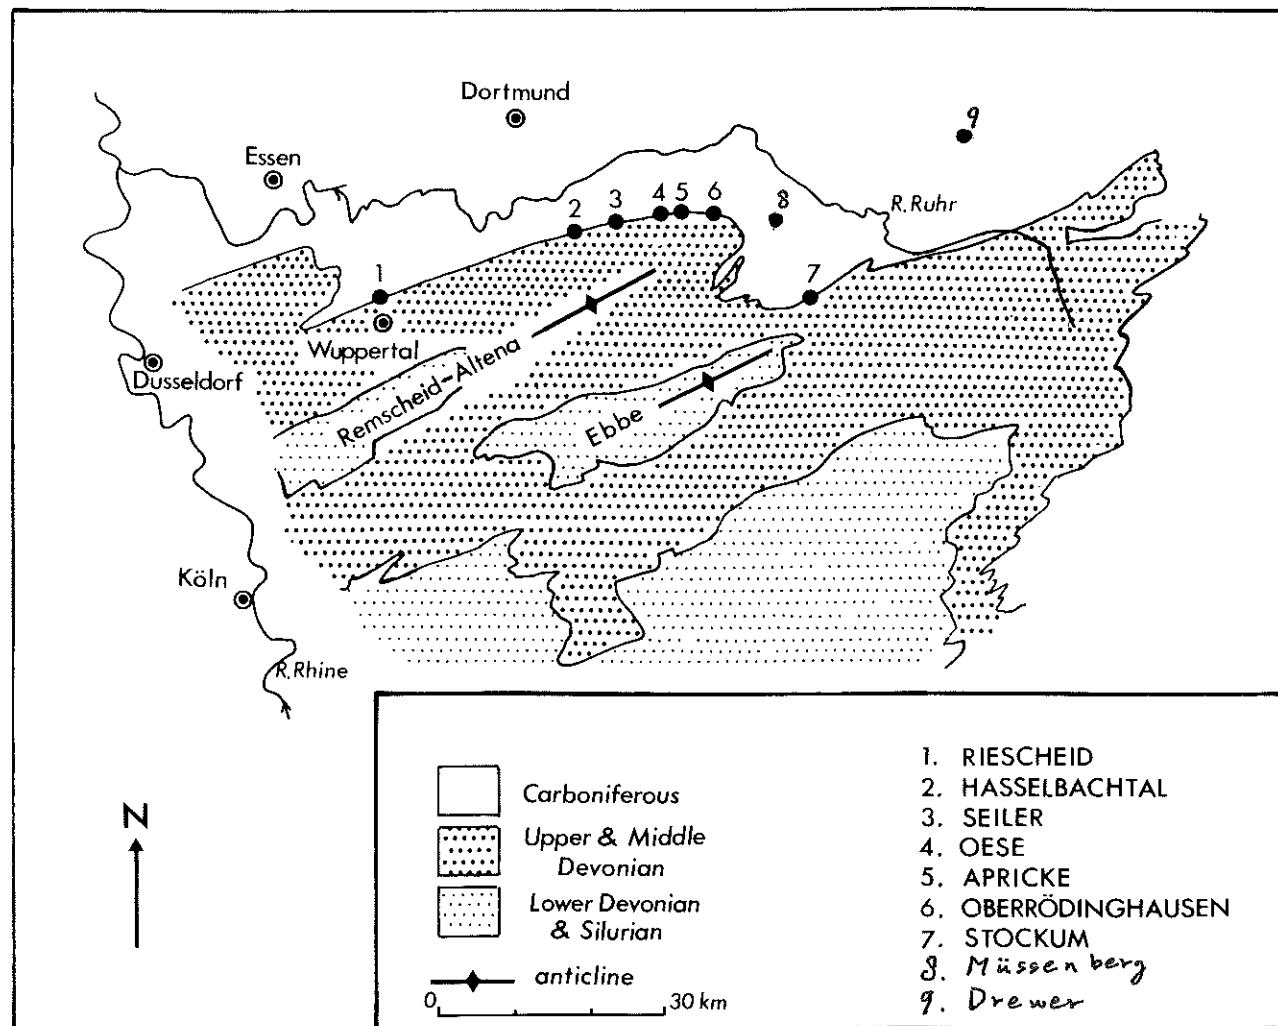 Dortmund
Essen
9
R. Ruhr
1
2
3
4
5
6
8
7
Wuppertal
Dusseldorf
Remscheid-Altena
Ebbe
Köln
R. Rhine
N
Carboniferous
Upper & Middle
Devonian
Lower Devonian
& Silurian
anticline
0 30 km
1. RIESCHEID
2. HASSELBACHTAL
3. SEILER
4. OESE
5. APRICKE
6. OBERRÖDINGHAUSEN
7. STOCKUM
8. Müssenberg
9. Drewer